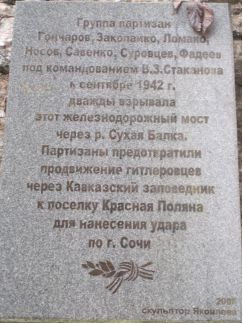 Группа партизан
Гончаров, Заколапко, Ломако,
Носов, Савенко, Суровцев, Фадеев
под командованием В.З.Стаканова
в сентябре 1942 г.
дважды взрывала
этот железнодорожный мост
через р. Сухая Балка.
Партизаны предотвратили
продвижение гитлеровцев
через Кавказский заповедник
к поселку Красная Поляна
для нанесения удара
по г. Сочи
скульптор Яковлева